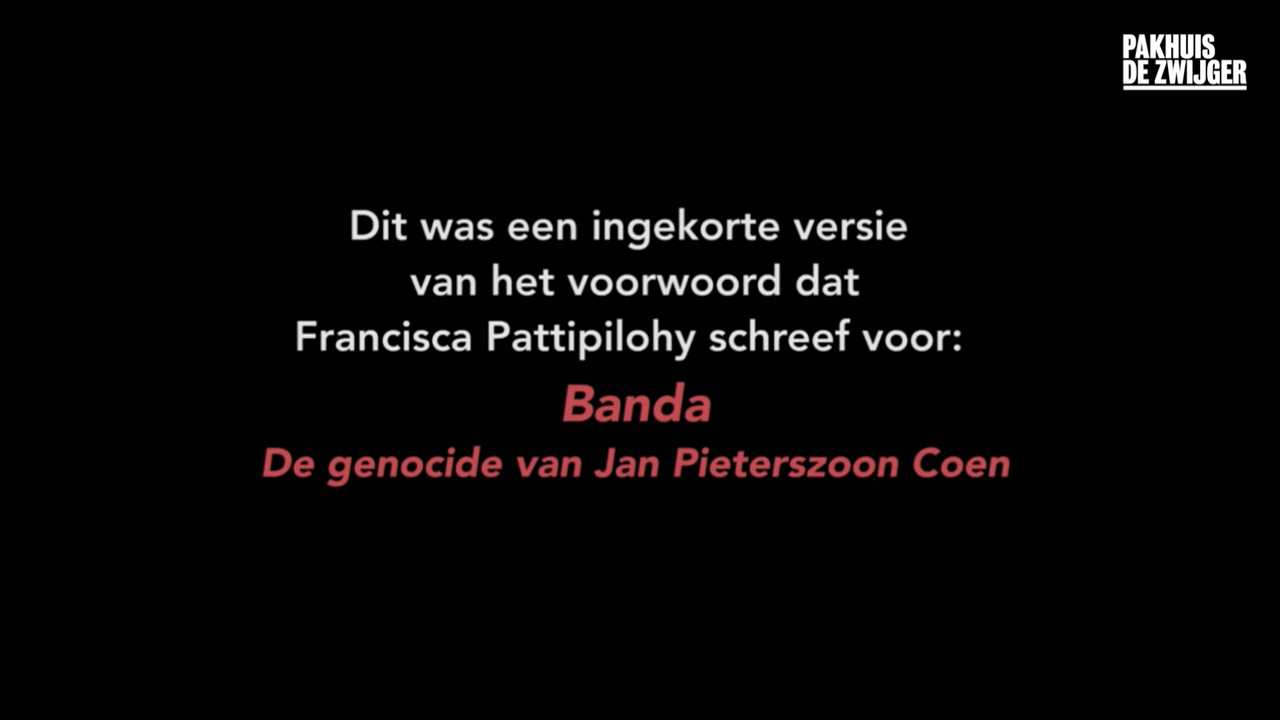 PAKHUIS
DE ZWIJGER
Dit was een ingekorte versie
van het voorwoord dat
Francisca Pattipilohy schreef voor:
Banda
De genocide van Jan Pieterszoon Coen